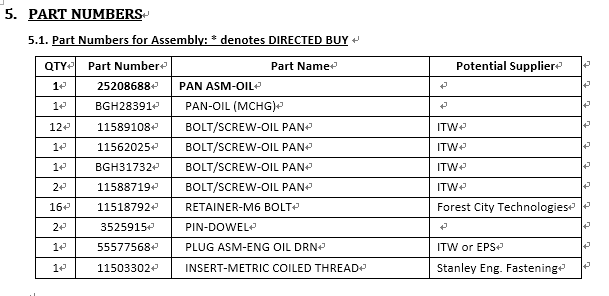 5. PART NUMBERS
5.1. Part Numbers for Assembly: * denotes DIRECTED BUY
QTY Part Number Part Name Potential Supplier
1 25208688 PAN ASM-OIL
1 BGH28391 PAN-OIL (MCHG)
12 11589108 BOLT/SCREW-OIL PAN ITW
1 11562025 BOLT/SCREW-OIL PAN ITW
1 BGH31732 BOLT/SCREW-OIL PAN ITW
2 11588719 BOLT/SCREW-OIL PAN ITW
16 11518792 RETAINER-M6 BOLT Forest City Technologies
2 3525915 PIN-DOWEL
1 55577568 PLUG ASM-ENG OIL DRN ITW or EPS
1 11503302 INSERT-METRIC COILED THREAD Stanley Eng. Fastening